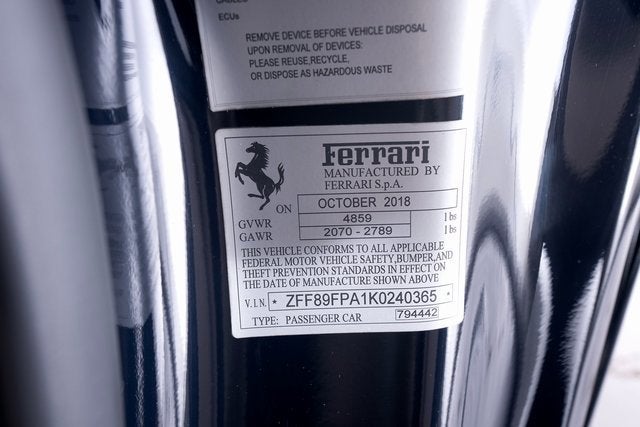 ECUs
REMOVE DEVICE BEFORE VEHICLE DISPOSAL
UPON REMOVAL OF DEVICES:
PLEASE REUSE,RECYCLE,
OR DISPOSE AS HAZARDOUS WASTE
Ferrari
MANUFACTURED BY
FERRARI S.p.A.
ON OCTOBER 2018
GVWR 4859 lbs
GAWR 2070 - 2789 lbs
THIS VEHICLE CONFORMS TO ALL APPLICABLE
FEDERAL MOTOR VEHICLE SAFETY,BUMPER,AND
THEFT PREVENTION STANDARDS IN EFFECT ON
THE DATE OF MANUFACTURE SHOWN ABOVE
V.I.N. * ZFF89FPA1K0240365 *
TYPE: PASSENGER CAR 794442